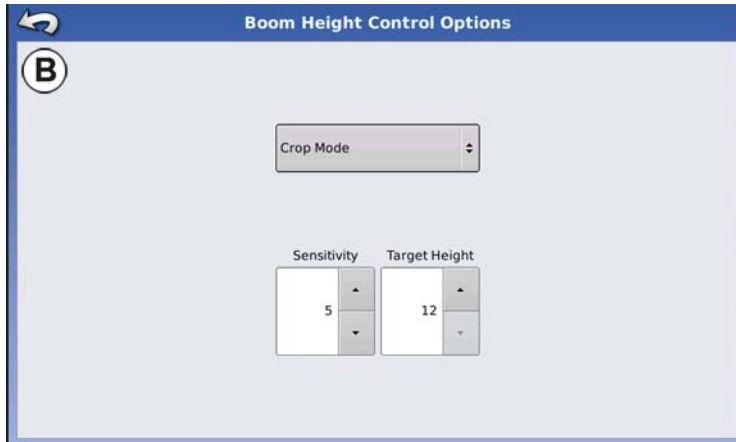 Boom Height Control Options
B
Crop Mode
Sensitivity Target Height
5 12